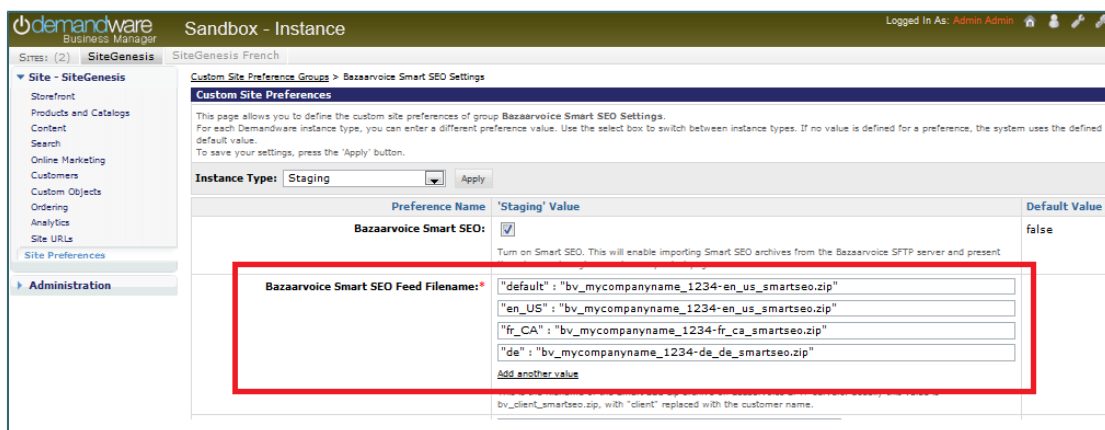 demandware
Business Manager
Sandbox - Instance
Logged In As: Admin Admin
SITES: (2) SiteGenesis SiteGenesis French
Site - SiteGenesis
Storefront
Products and Catalogs
Content
Search
Online Marketing
Customers
Custom Objects
Ordering
Analytics
Site URLs
Site Preferences
Administration
Custom Site Preference Groups > Bazaarvoice Smart SEO Settings
Custom Site Preferences
This page allows you to define the custom site preferences of group Bazaarvoice Smart SEO Settings.
For each Demandware instance type, you can enter a different preference value. Use the select box to switch between instance types. If no value is defined for a preference, the system uses the defined
default value.
To save your settings, press the 'Apply' button.
Instance Type: Staging Apply
Preference Name 'Staging' Value Default Value
Bazaarvoice Smart SEO: false
Turn on Smart SEO. This will enable importing Smart SEO archives from the Bazaarvoice SFTP server and present
Bazaarvoice Smart SEO Feed Filename:* "default" : "bv_mycompanyname_1234-en_us_smartseo.zip"
"en_US" : "bv_mycompanyname_1234-en_us_smartseo.zip"
"fr_CA" : "bv_mycompanyname_1234-fr_ca_smartseo.zip"
"de" : "bv_mycompanyname_1234-de_de_smartseo.zip"
Add another value
bv_client_smartseo.zip, with "client" replaced with the customer name.